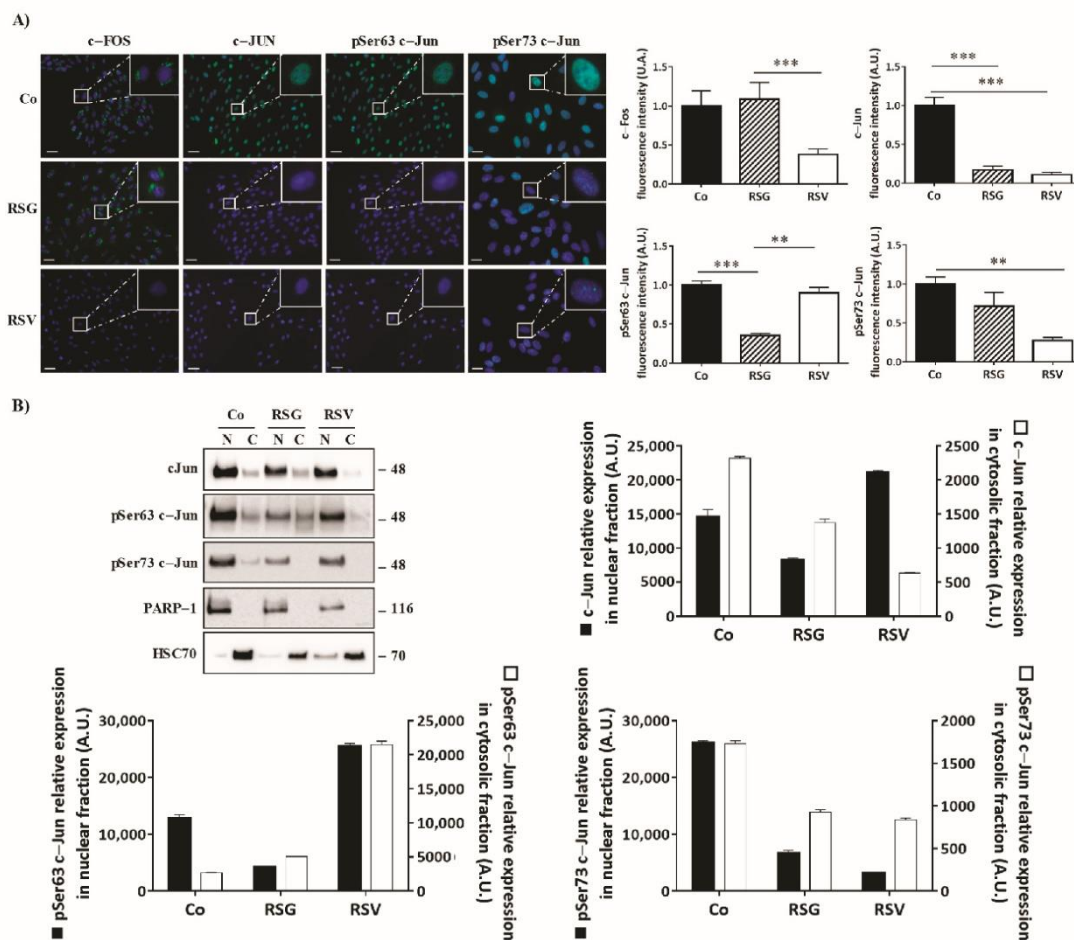 A)
c-FOS c-JUN pSer63 c-Jun pSer73 c-Jun
Co
RSG
RSV
c-Fos
fluorescence intensity (U.A.)
1.5
1.0
0.5
0.0
***
Co RSG RSV
c-Jun
fluorescence intensity (A.U.)
1.5
1.0
0.5
0.0
***
***
Co RSG RSV
pSer63 c-Jun
fluorescence intensity (A.U.)
1.5
1.0
0.5
0.0
***
**
Co RSG RSV
pSer73 c-Jun
fluorescence intensity (A.U.)
1.5
1.0
0.5
0.0
**
Co RSG RSV
B)
Co RSG RSV
N C N C N C
cJun – 48
pSer63 c-Jun – 48
pSer73 c-Jun – 48
PARP-1 – 116
HSC70 – 70
c-Jun relative expression
in nuclear fraction (A.U.)
25,000
20,000
15,000
10,000
5000
0
Co RSG RSV
2500
2000
1500
1000
500
0
c-Jun relative expression
in cytosolic fraction (A.U.)
pSer63 c-Jun relative expression
in nuclear fraction (A.U.)
30,000
20,000
10,000
0
Co RSG RSV
25,000
20,000
15,000
10,000
5000
0
pSer63 c-Jun relative expression
in cytosolic fraction (A.U.)
pSer73 c-Jun relative expression
in nuclear fraction (A.U.)
30,000
20,000
10,000
0
Co RSG RSV
2000
1500
1000
500
0
pSer73 c-Jun relative expression
in cytosolic fraction (A.U.)